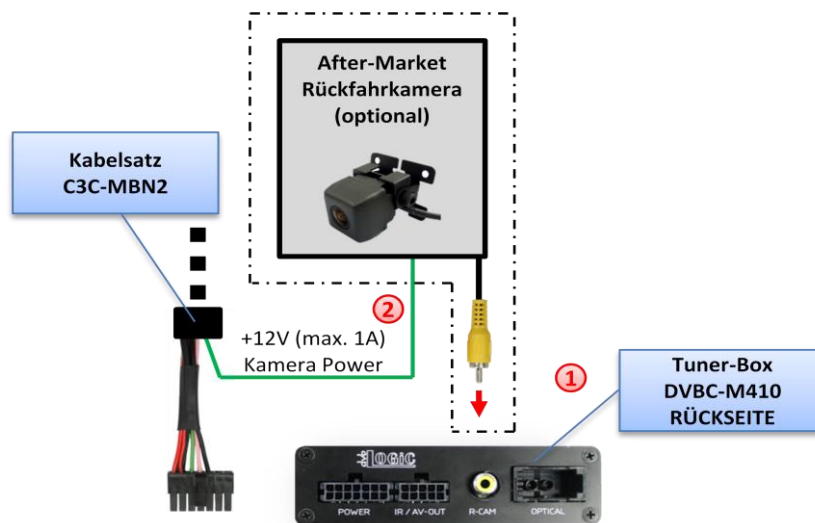 After-Market
Rückfahrkamera
(optional)
Kabelsatz
C3C-MBN2
2
+12V (max. 1A)
Kamera Power
1
Tuner-Box
DVBC-M410
RÜCKSEITE
LOGiC
POWER
IR / AV-OUT
R-CAM
OPTICAL